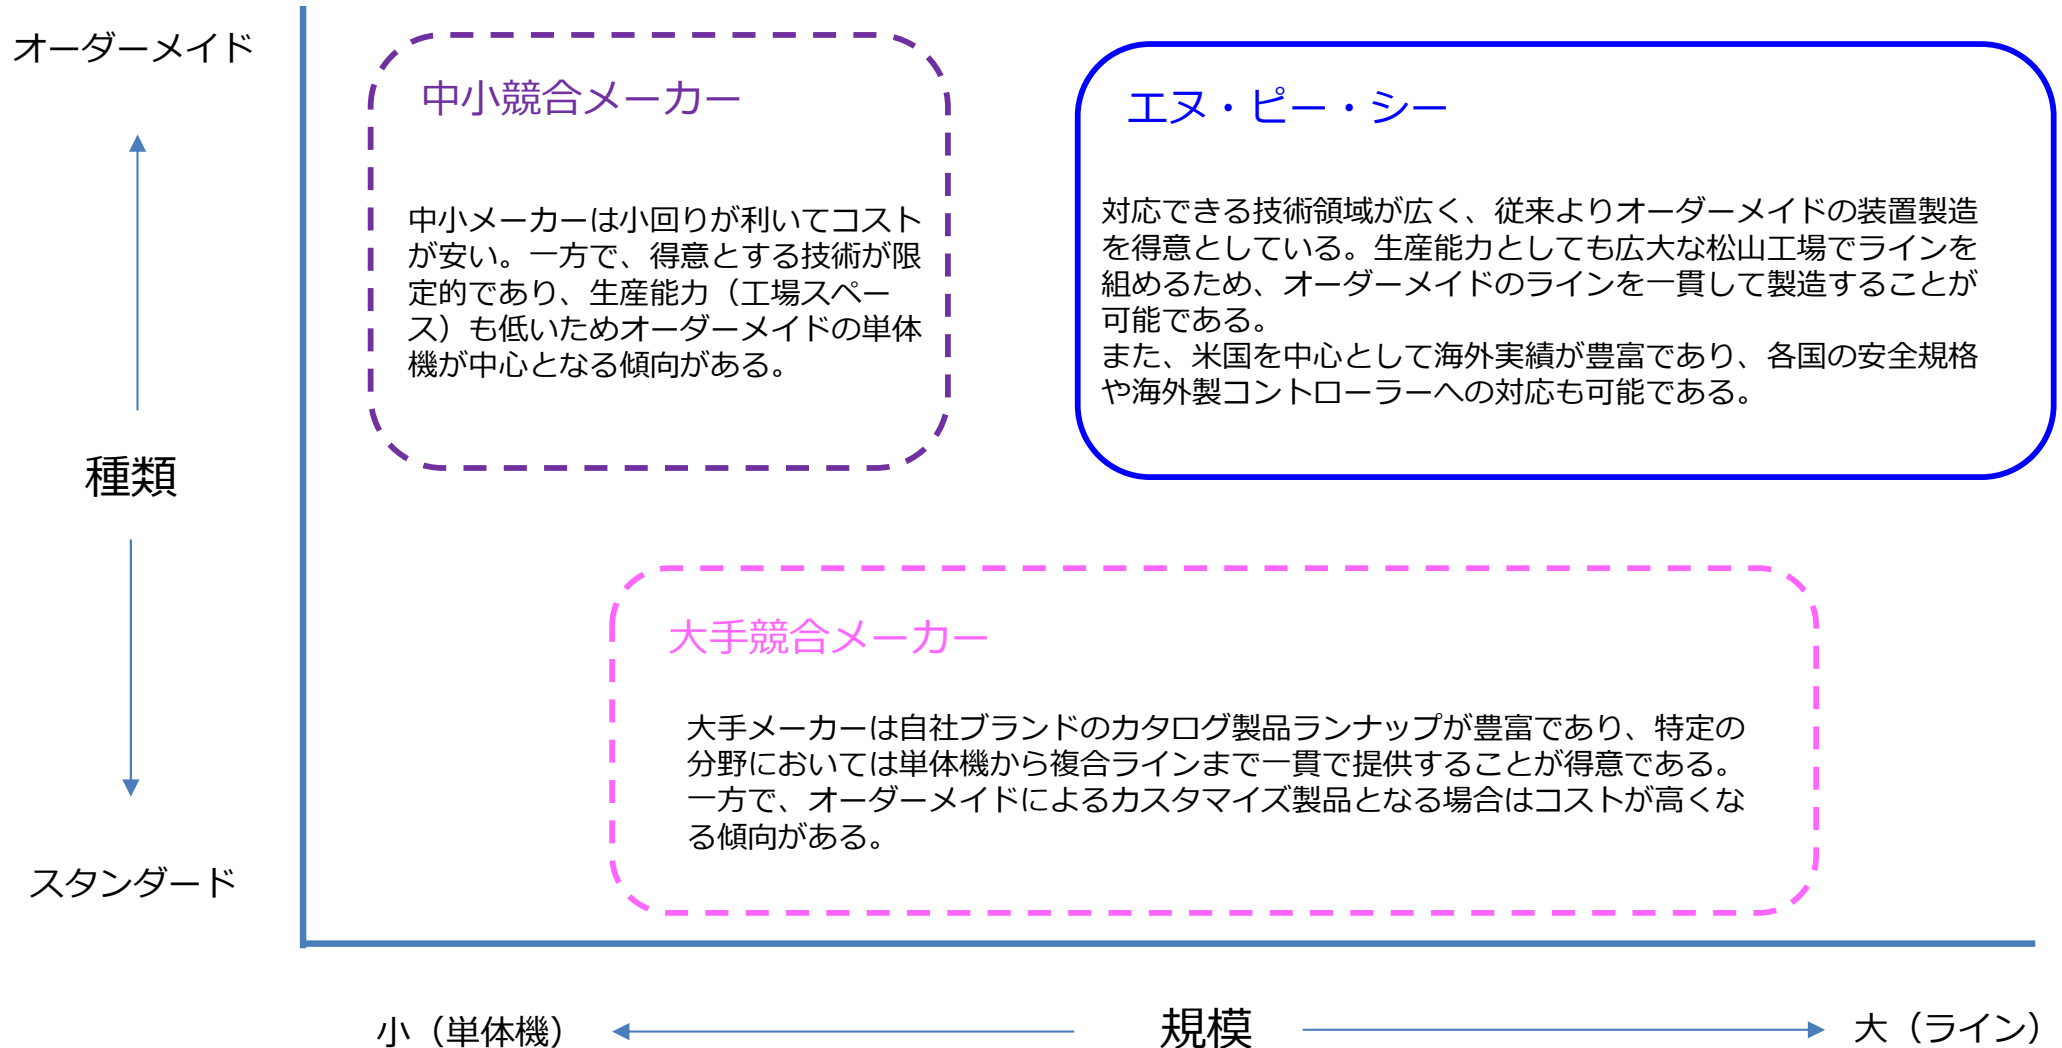 オーダーメイド
種類
スタンダード
中小競合メーカー
中小メーカーは小回りが利いてコスト
が安い。一方で、得意とする技術が限
定的であり、生産能力（工場スペー
ス）も低いためオーダーメイドの単体
機が中心となる傾向がある。
エヌ・ピー・シー
対応できる技術領域が広く、従来よりオーダーメイドの装置製造
を得意としている。生産能力としても広大な松山工場でラインを
組めるため、オーダーメイドのラインを一貫して製造することが
可能である。
また、米国を中心として海外実績が豊富であり、各国の安全規格
や海外製コントローラーへの対応も可能である。
大手競合メーカー
大手メーカーは自社ブランドのカタログ製品ランナップが豊富であり、特定の
分野においては単体機から複合ラインまで一貫で提供することが得意である。
一方で、オーダーメイドによるカスタマイズ製品となる場合はコストが高くな
る傾向がある。
小（単体機）
規模
大（ライン）